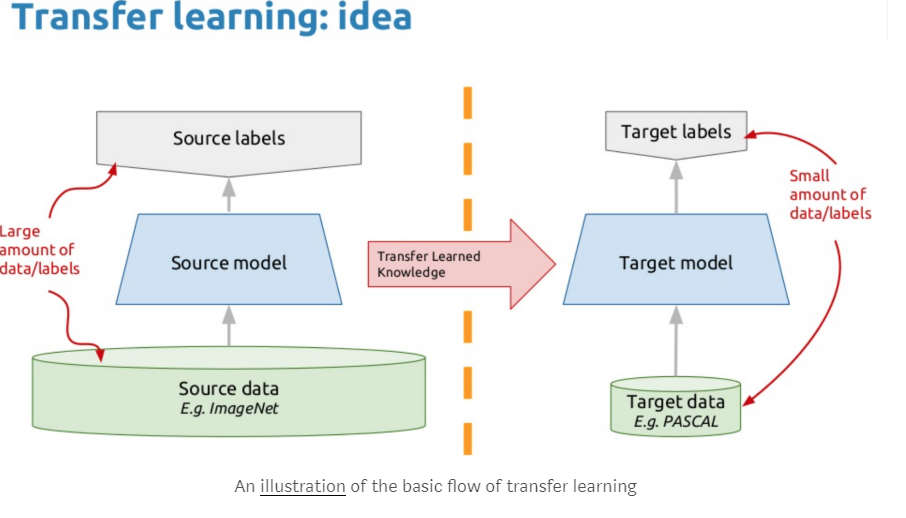 Transfer learning: idea
Source labels
Target labels
Large
amount of
data/labels
Source model
Transfer Learned
Knowledge
Target model
Small
amount of
data/labels
Source data
E.g. ImageNet
Target data
E.g. PASCAL
An illustration of the basic flow of transfer learning